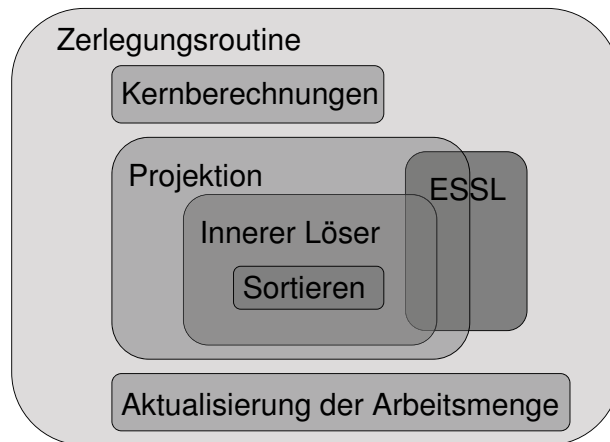 Zerlegungsroutine
Kernberechnungen
Projektion
ESSL
Innerer Löser
Sortieren
Aktualisierung der Arbeitsmenge